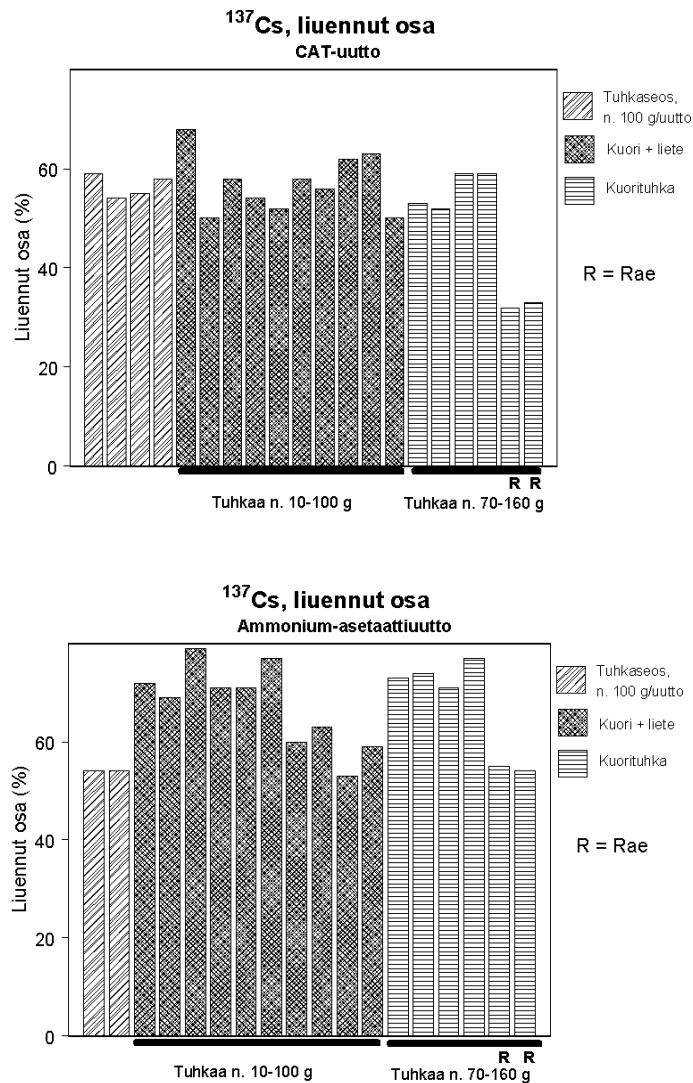 ¹³⁷Cs, liuennut osa
CAT-uutto
Liuennut osa (%)
60
40
20
0
Tuhkaseos,
n. 100 g/uutto
Kuori + liete
Kuorituhka
R = Rae
R R
Tuhkaa n. 10-100 g
Tuhkaa n. 70-160 g
¹³⁷Cs, liuennut osa
Ammonium-asetaattiuutto
Liuennut osa (%)
60
40
20
0
Tuhkaseos,
n. 100 g/uutto
Kuori + liete
Kuorituhka
R = Rae
R R
Tuhkaa n. 10-100 g
Tuhkaa n. 70-160 g